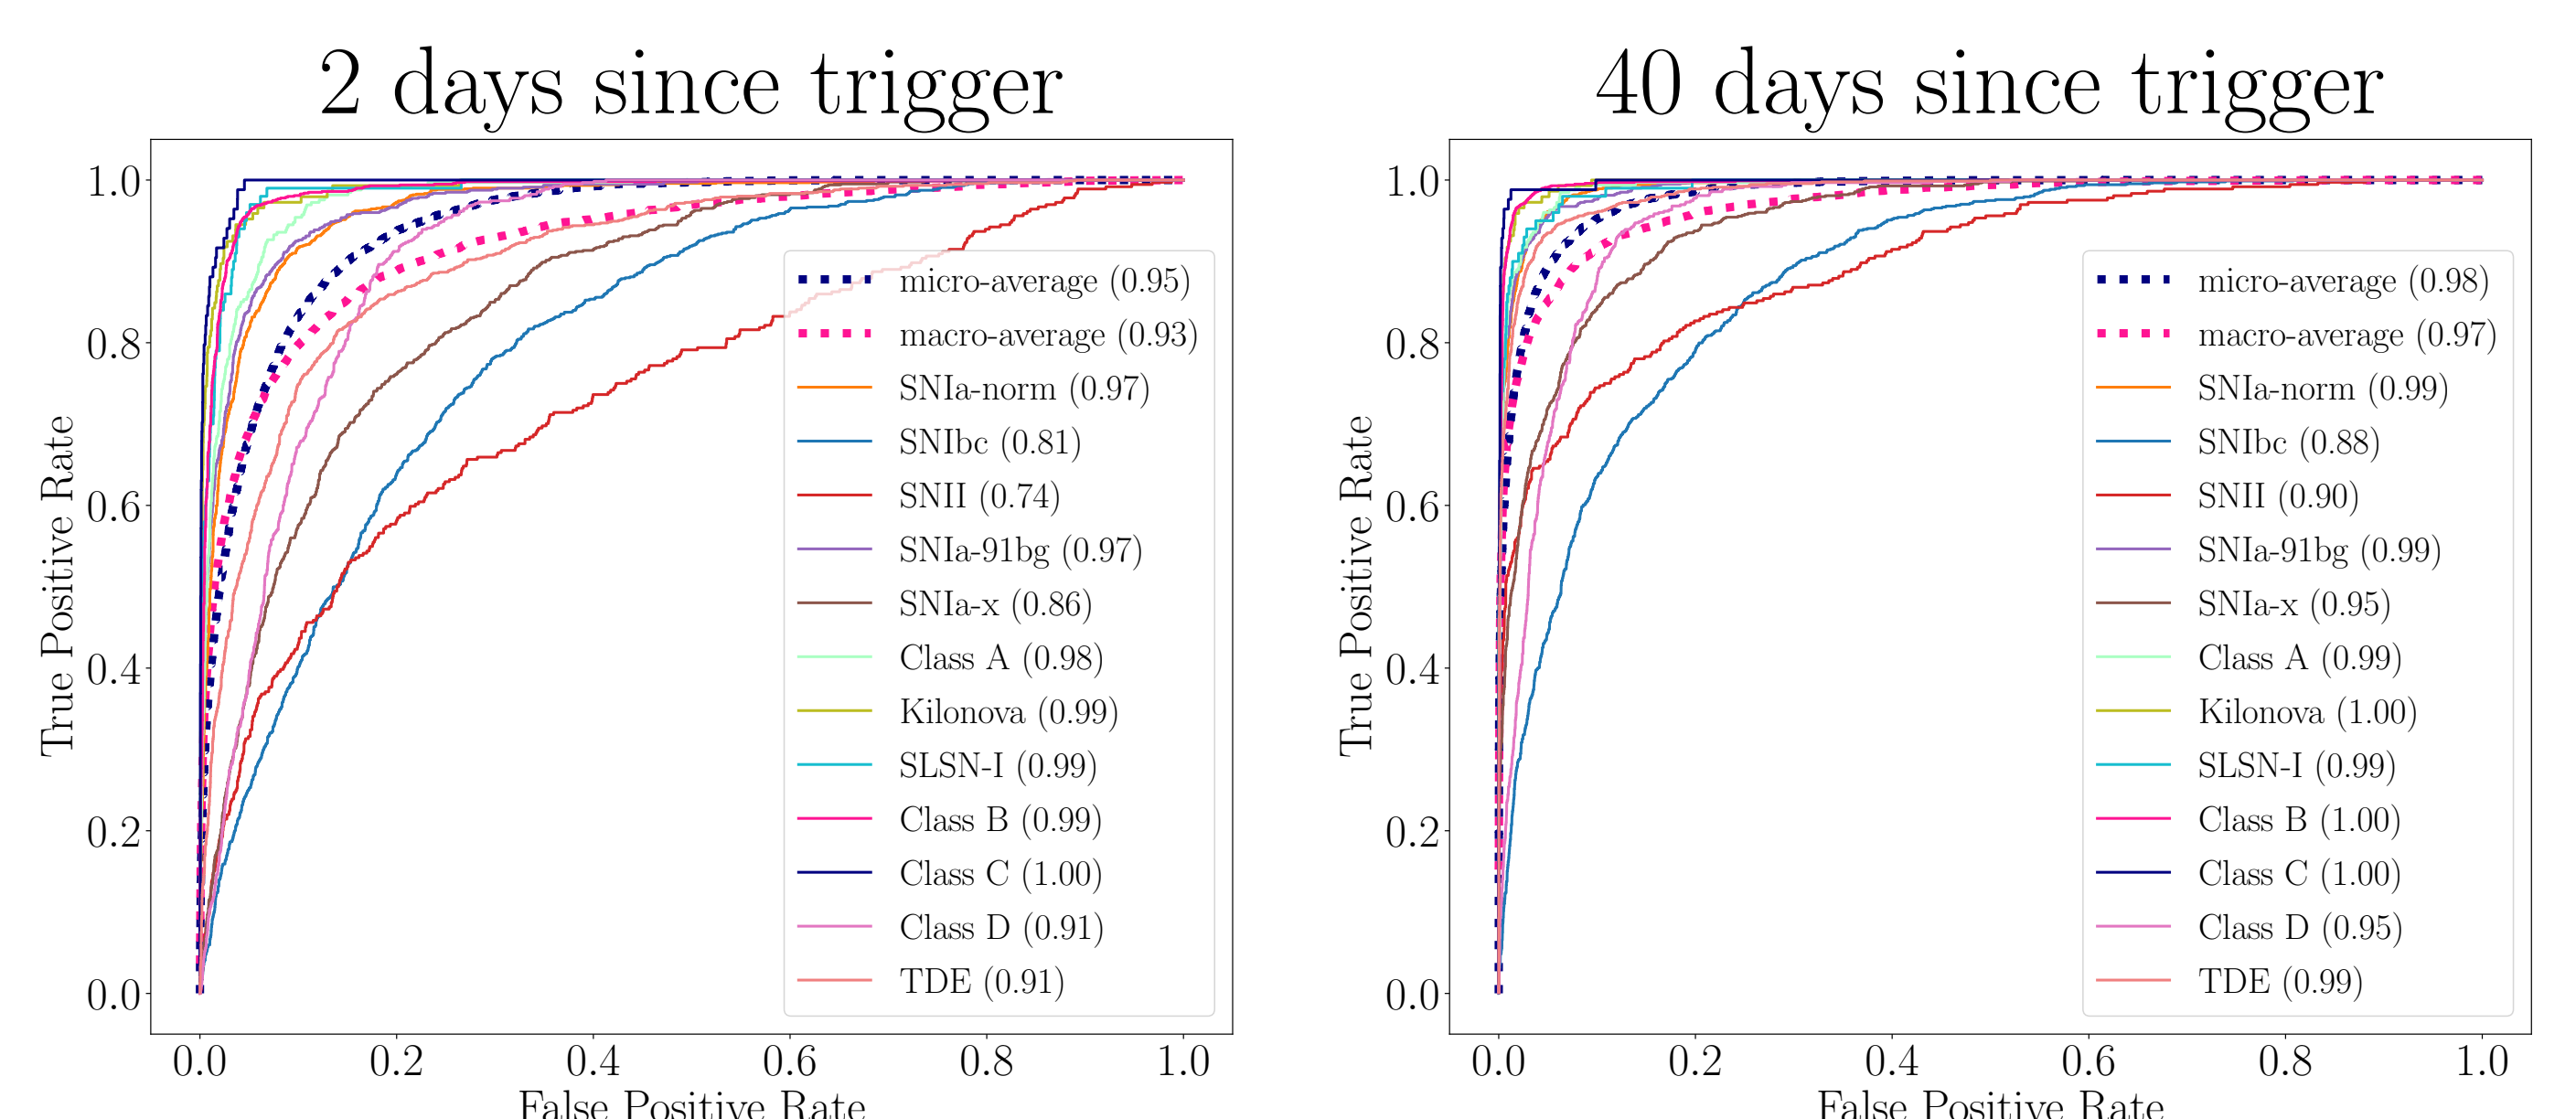 2 days since trigger
1.0
0.8
0.6
0.4
0.2
0.0
True Positive Rate
micro-average (0.95)
macro-average (0.93)
SNIa-norm (0.97)
SNIbc (0.81)
SNII (0.74)
SNIa-91bg (0.97)
SNIa-x (0.86)
Class A (0.98)
Kilonova (0.99)
SLSN-I (0.99)
Class B (0.99)
Class C (1.00)
Class D (0.91)
TDE (0.91)
0.0 0.2 0.4 0.6 0.8 1.0
False Positive Rate
40 days since trigger
1.0
0.8
0.6
0.4
0.2
0.0
True Positive Rate
micro-average (0.98)
macro-average (0.97)
SNIa-norm (0.99)
SNIbc (0.88)
SNII (0.90)
SNIa-91bg (0.99)
SNIa-x (0.95)
Class A (0.99)
Kilonova (1.00)
SLSN-I (0.99)
Class B (1.00)
Class C (1.00)
Class D (0.95)
TDE (0.99)
0.0 0.2 0.4 0.6 0.8 1.0
False Positive Rate